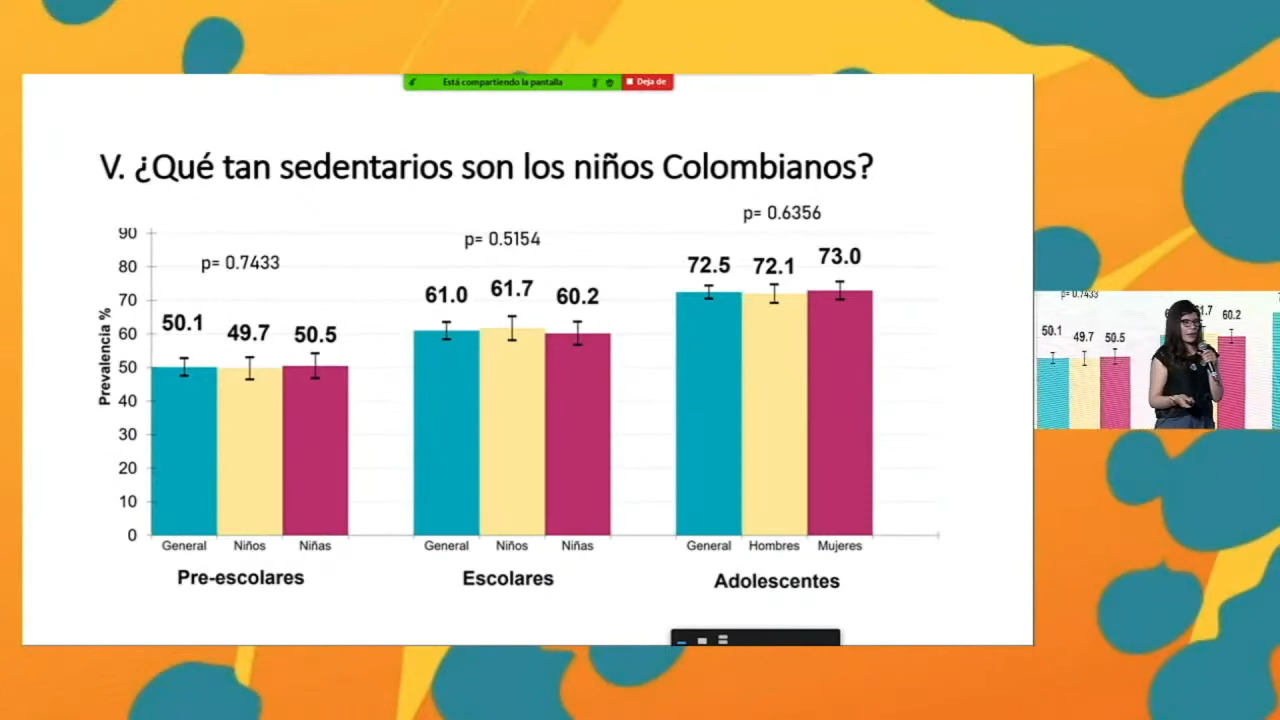 Está compartiendo la pantalla
Deja de
V. ¿Qué tan sedentarios son los niños Colombianos?
p= 0.7433
p= 0.5154
p= 0.6356
Prevalencia %
90
80
70
60
50
40
30
20
10
0
50.1
49.7
50.5
61.0
61.7
60.2
72.5
72.1
73.0
General
Niños
Niñas
General
Niños
Niñas
General
Hombres
Mujeres
Pre-escolares
Escolares
Adolescentes
p= 0.7433
50.1
49.7
50.5
60.2